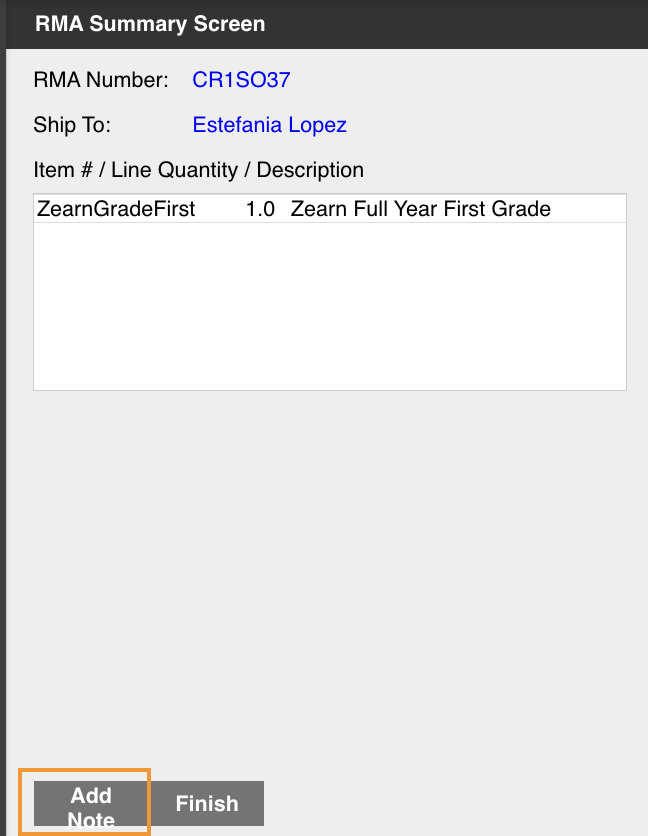 RMA Summary Screen
RMA Number: CR1SO37
Ship To: Estefania Lopez
Item # / Line Quantity / Description
ZearnGradeFirst 1.0 Zearn Full Year First Grade
Add
Note
Finish